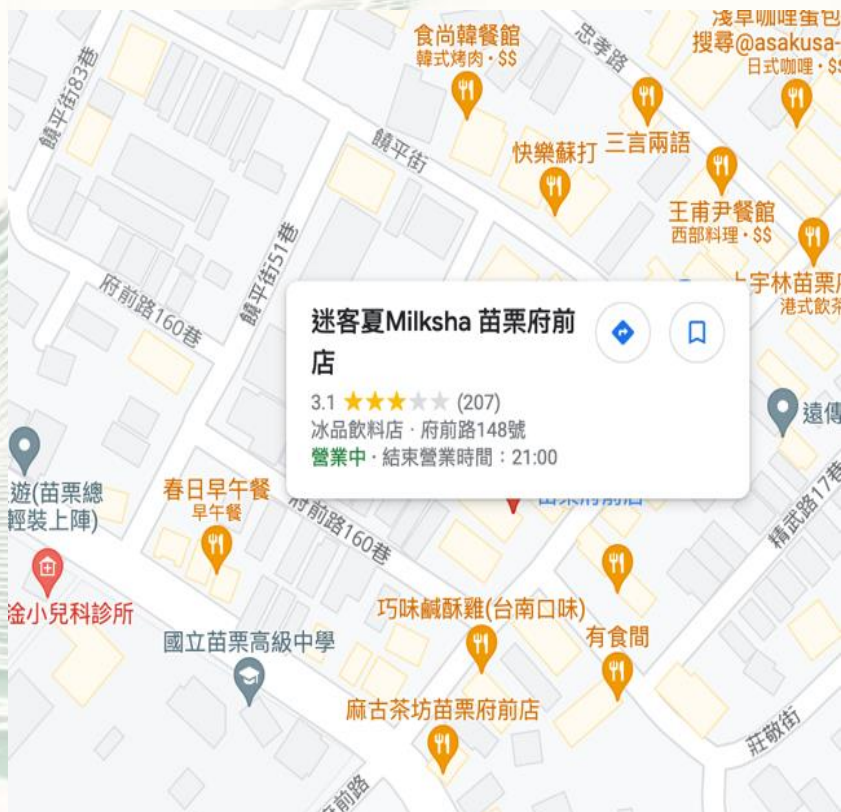 淺草咖哩蛋包
搜尋@asakusa-
日式咖哩・$$
食尚韓餐館
韓式烤肉・$$
忠孝路
饒平街83巷
饒平街
快樂蘇打
三言兩語
王甫尹餐館
西部料理・$$
饒平街51巷
上宇林苗栗店
港式飲茶
府前路160巷
迷客夏Milksha 苗栗府前
店
3.1 (207)
冰品飲料店・府前路148號
營業中・結束營業時間：21:00
遠傳
遊(苗栗總
輕裝上陣)
春日早午餐
早午餐
府前路160巷
苗栗府前店
精武路17巷
淦小兒科診所
巧味鹹酥雞(台南口味)
國立苗栗高級中學
有食間
麻古茶坊苗栗府前店
莊敬街
府前路